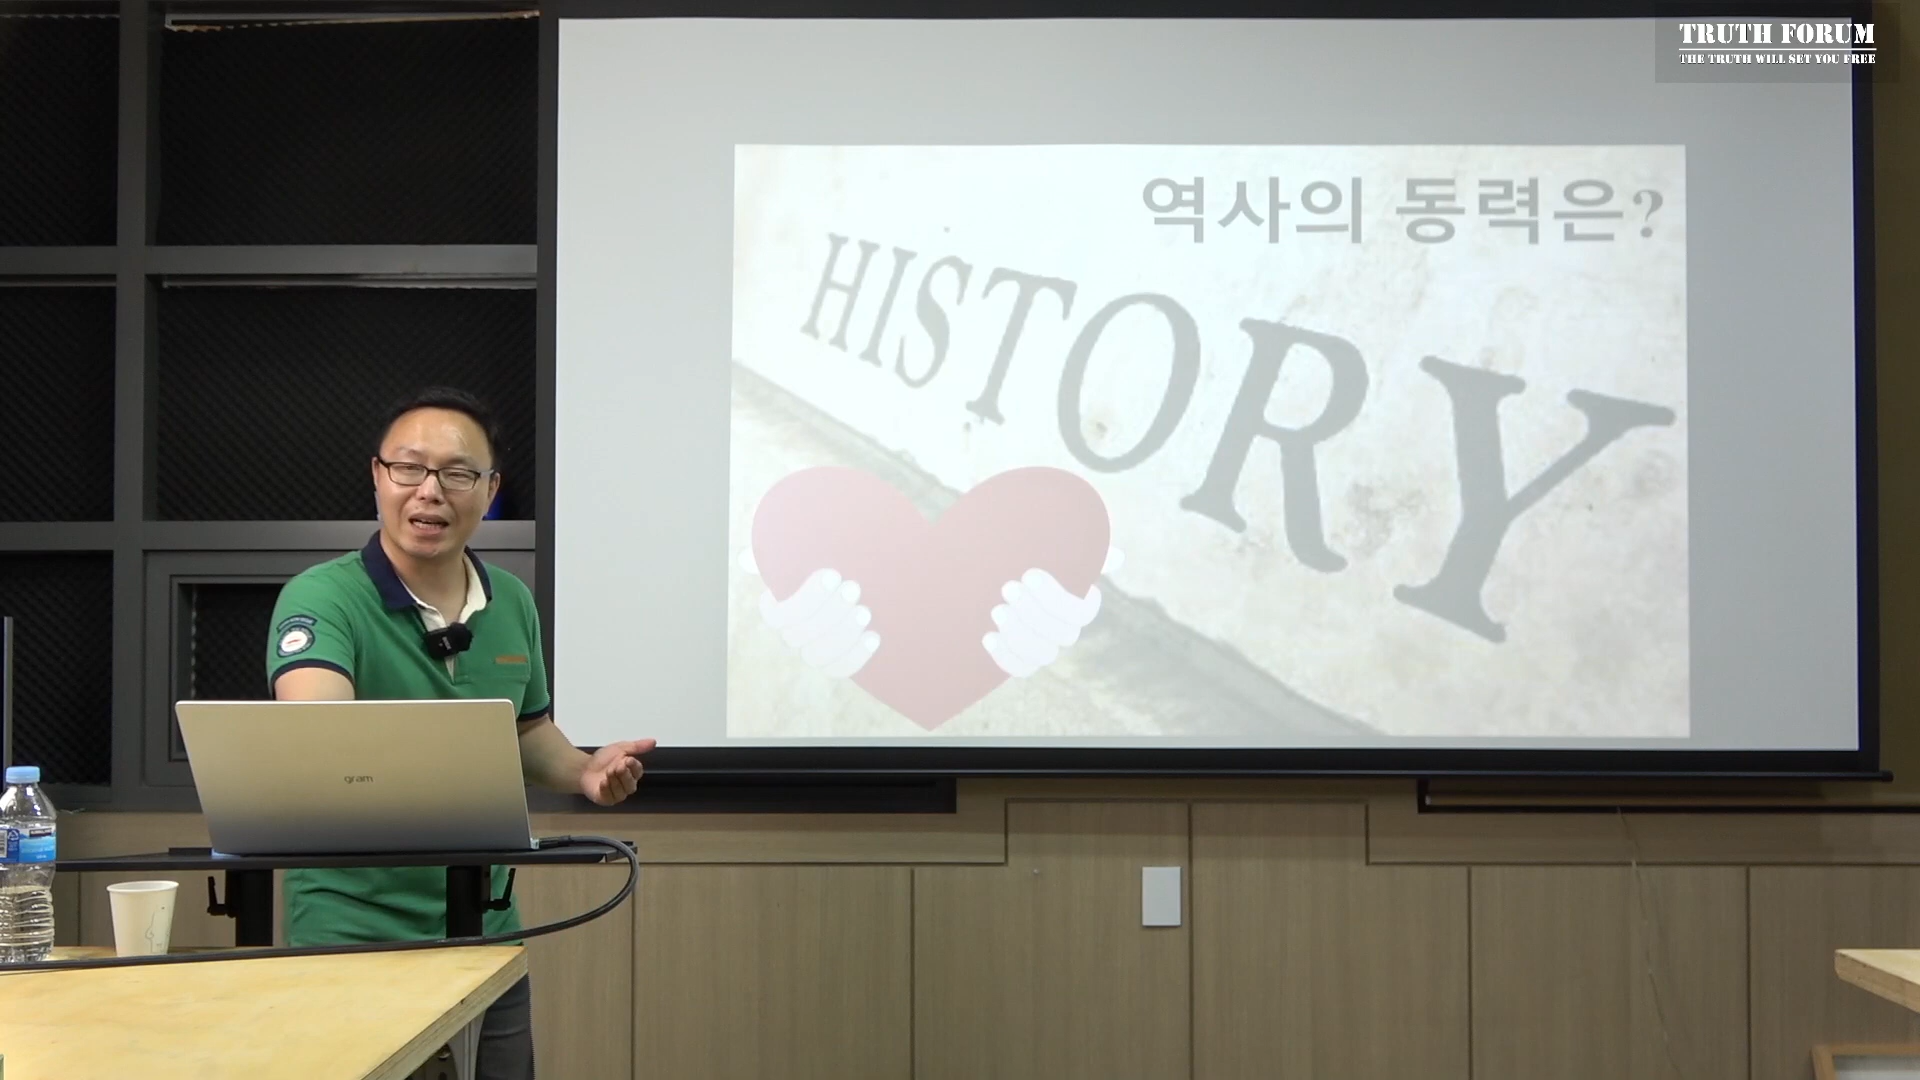 TRUTH FORUM
THE TRUTH WILL SET YOU FREE
역사의 동력은?
HISTORY
gram